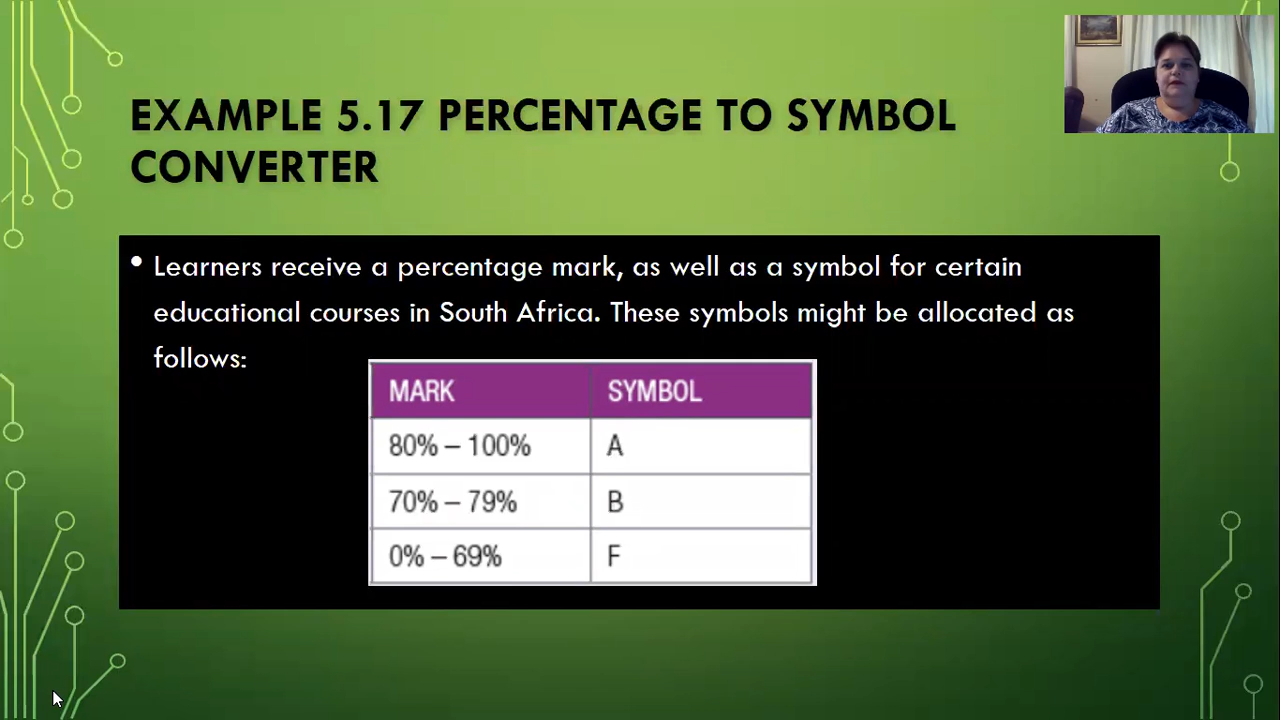 EXAMPLE 5.17 PERCENTAGE TO SYMBOL
CONVERTER
• Learners receive a percentage mark, as well as a symbol for certain
educational courses in South Africa. These symbols might be allocated as
follows:
MARK SYMBOL
80% – 100% A
70% – 79% B
0% – 69% F